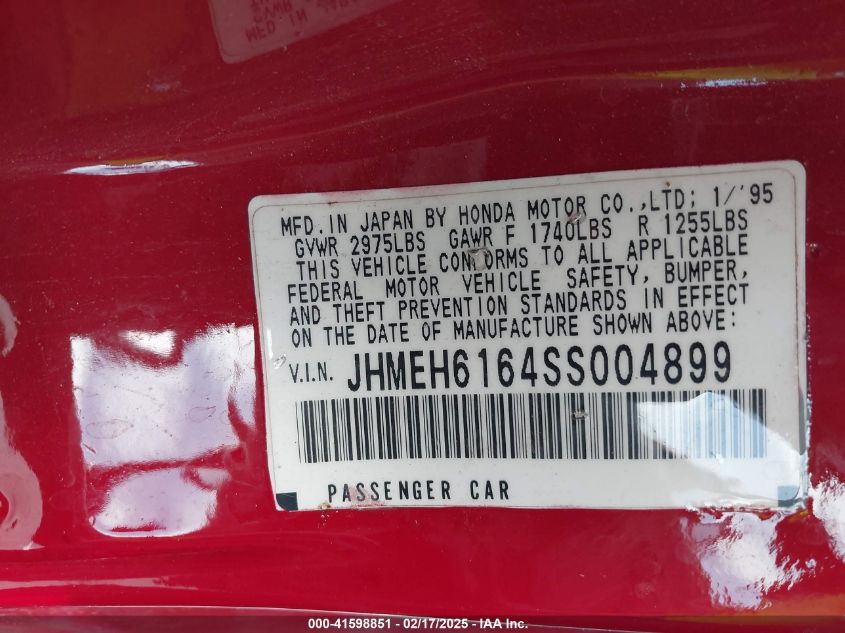 MFD. IN JAPAN BY HONDA MOTOR CO.,LTD; 1/'95
GVWR 2975LBS GAWR F 1740LBS R 1255LBS
THIS VEHICLE CONFORMS TO ALL APPLICABLE
FEDERAL MOTOR VEHICLE SAFETY, BUMPER,
AND THEFT PREVENTION STANDARDS IN EFFECT
ON THE DATE OF MANUFACTURE SHOWN ABOVE:
V.I.N. JHMEH6164SS004899
PASSENGER CAR
000-41598851 - 02/17/2025 - IAA Inc.